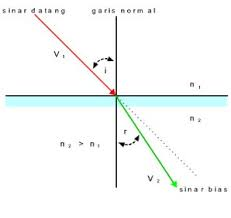 sinar datang
garis normal
V1
i
n1
n2
n2 > n1
r
V2
sinar bias